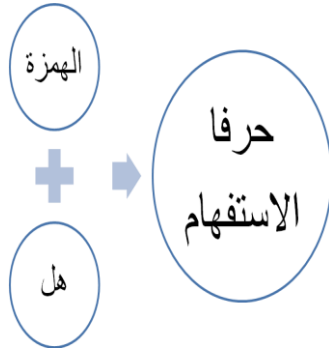 الهمزة
هل
حرفا
الاستفهام